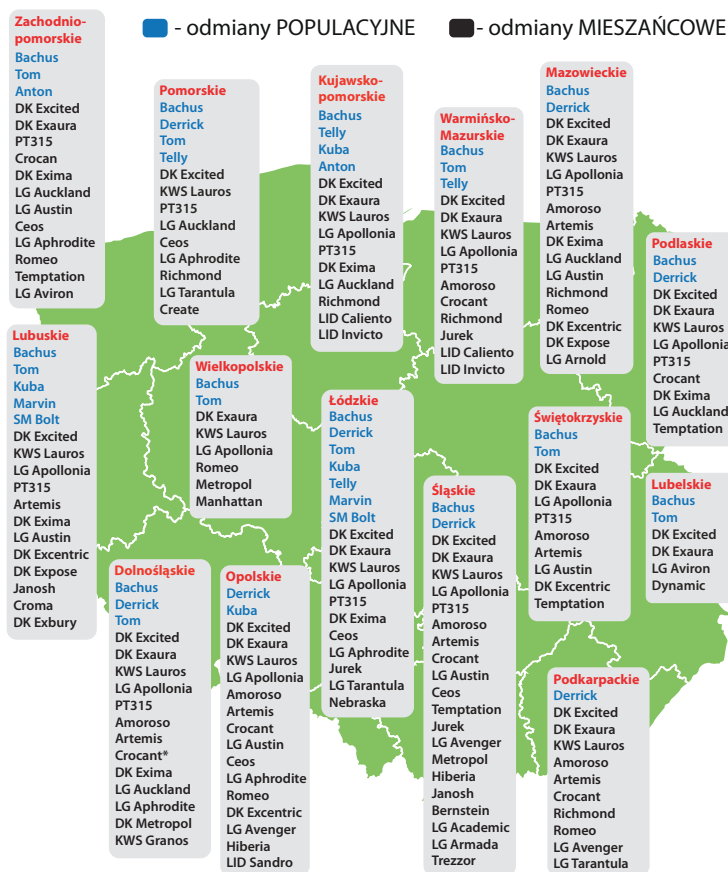 - odmiany POPULACYJNE
- odmiany MIESZAŃCOWE
Zachodnio-
pomorskie
Bachus
Tom
Anton
DK Excited
DK Exaura
PT315
Crocan
DK Exima
LG Auckland
LG Austin
Ceos
LG Aphrodite
Romeo
Temptation
LG Aviron
Pomorskie
Bachus
Derrick
Tom
Telly
DK Excited
KWS Lauros
PT315
LG Auckland
Ceos
LG Aphrodite
Richmond
LG Tarantula
Create
Kujawsko-
pomorskie
Bachus
Telly
Kuba
Anton
DK Excited
DK Exaura
KWS Lauros
LG Apollonia
PT315
DK Exima
LG Auckland
Richmond
LID Caliento
LID Invicto
Warmińsko-
Mazurskie
Bachus
Tom
Telly
DK Excited
DK Exaura
KWS Lauros
LG Apollonia
PT315
Amoroso
Crocant
Richmond
Jurek
LID Caliento
LID Invicto
Mazowieckie
Bachus
Derrick
DK Excited
DK Exaura
KWS Lauros
LG Apollonia
PT315
Amoroso
Artemis
DK Exima
LG Auckland
LG Austin
Richmond
Romeo
DK Excentric
DK Expose
LG Arnold
Podlaskie
Bachus
Derrick
DK Excited
DK Exaura
KWS Lauros
LG Apollonia
PT315
Crocant
DK Exima
LG Auckland
Temptation
Lubuskie
Bachus
Tom
Kuba
Marvin
SM Bolt
DK Excited
KWS Lauros
LG Apollonia
PT315
Artemis
DK Exima
LG Austin
DK Excentric
DK Expose
Janosh
Croma
DK Exbury
Wielkopolskie
Bachus
Tom
DK Exaura
KWS Lauros
LG Apollonia
Romeo
Metropol
Manhattan
Łódzkie
Bachus
Derrick
Tom
Kuba
Telly
Marvin
SM Bolt
DK Excited
DK Exaura
KWS Lauros
LG Apollonia
PT315
DK Exima
Ceos
LG Aphrodite
Jurek
LG Tarantula
Nebraska
Świętokrzyskie
Bachus
Tom
DK Excited
DK Exaura
LG Apollonia
PT315
Amoroso
Artemis
LG Austin
DK Excentric
Temptation
Lubelskie
Bachus
Tom
DK Excited
DK Exaura
LG Aviron
Dynamic
Dolnośląskie
Bachus
Derrick
Tom
DK Excited
DK Exaura
KWS Lauros
LG Apollonia
PT315
Amoroso
Artemis
Crocant*
DK Exima
LG Auckland
LG Aphrodite
DK Metropol
KWS Granos
Opolskie
Derrick
Kuba
DK Excited
DK Exaura
KWS Lauros
LG Apollonia
Amoroso
Artemis
Crocant
LG Austin
Ceos
LG Aphrodite
Romeo
DK Excentric
LG Avenger
Hiberia
LID Sandro
Śląskie
Bachus
Derrick
DK Excited
DK Exaura
KWS Lauros
LG Apollonia
PT315
Amoroso
Artemis
Crocant
LG Austin
Ceos
Temptation
Jurek
LG Avenger
Metropol
Hiberia
Janosh
Bernstein
LG Academic
LG Armada
Trezzor
Podkarpackie
Derrick
DK Excited
DK Exaura
KWS Lauros
Amoroso
Artemis
Crocant
Richmond
Romeo
LG Avenger
LG Tarantula